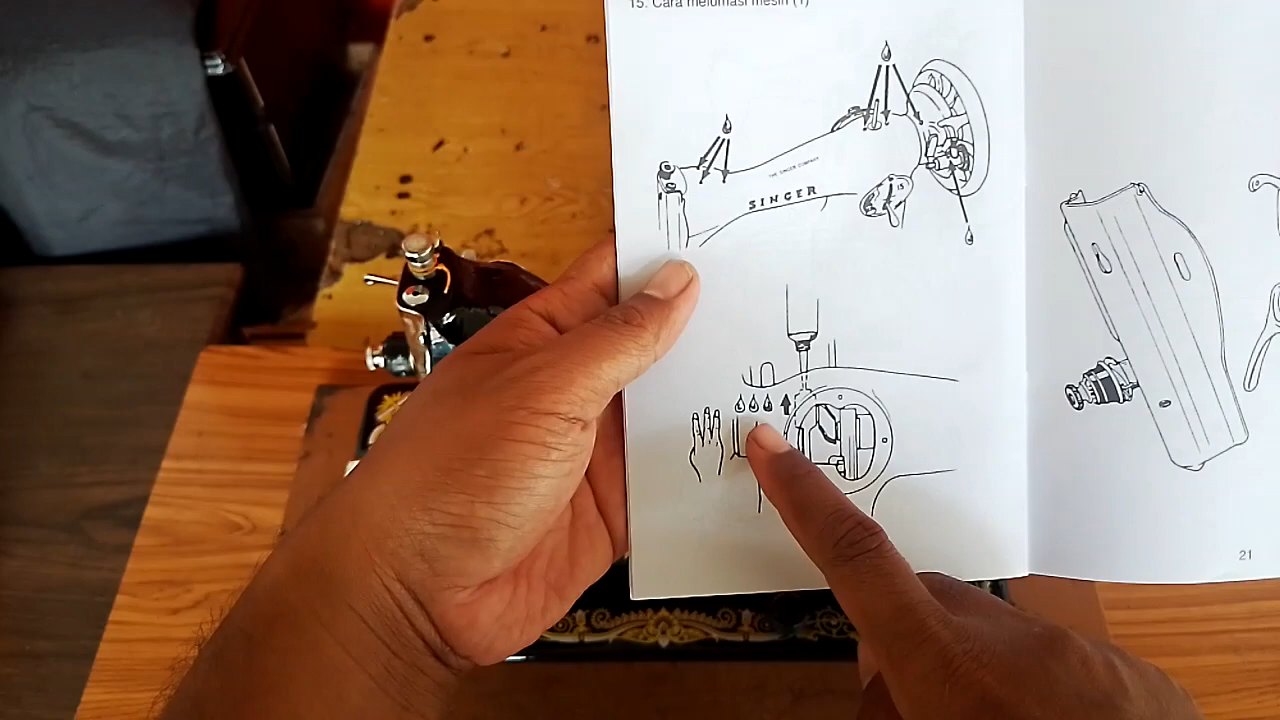 15. Cara melumasi mesin (1)
THE SINGER COMPANY
SINGER
15
21